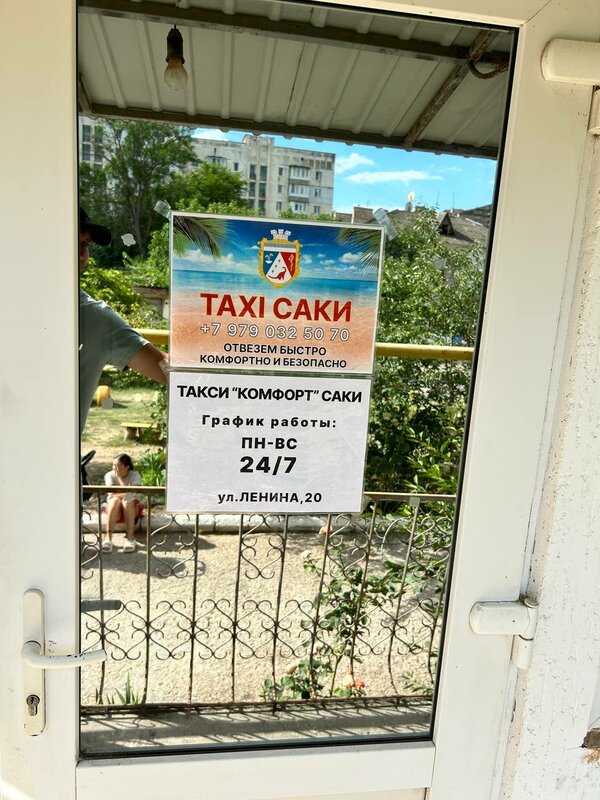 TAXI САКИ
+7 979 032 50 70
ОТВЕЗЕМ БЫСТРО
КОМФОРТНО И БЕЗОПАСНО
ТАКСИ "КОМФОРТ" САКИ
График работы:
ПН-ВС
24/7
ул.ЛЕНИНА,20